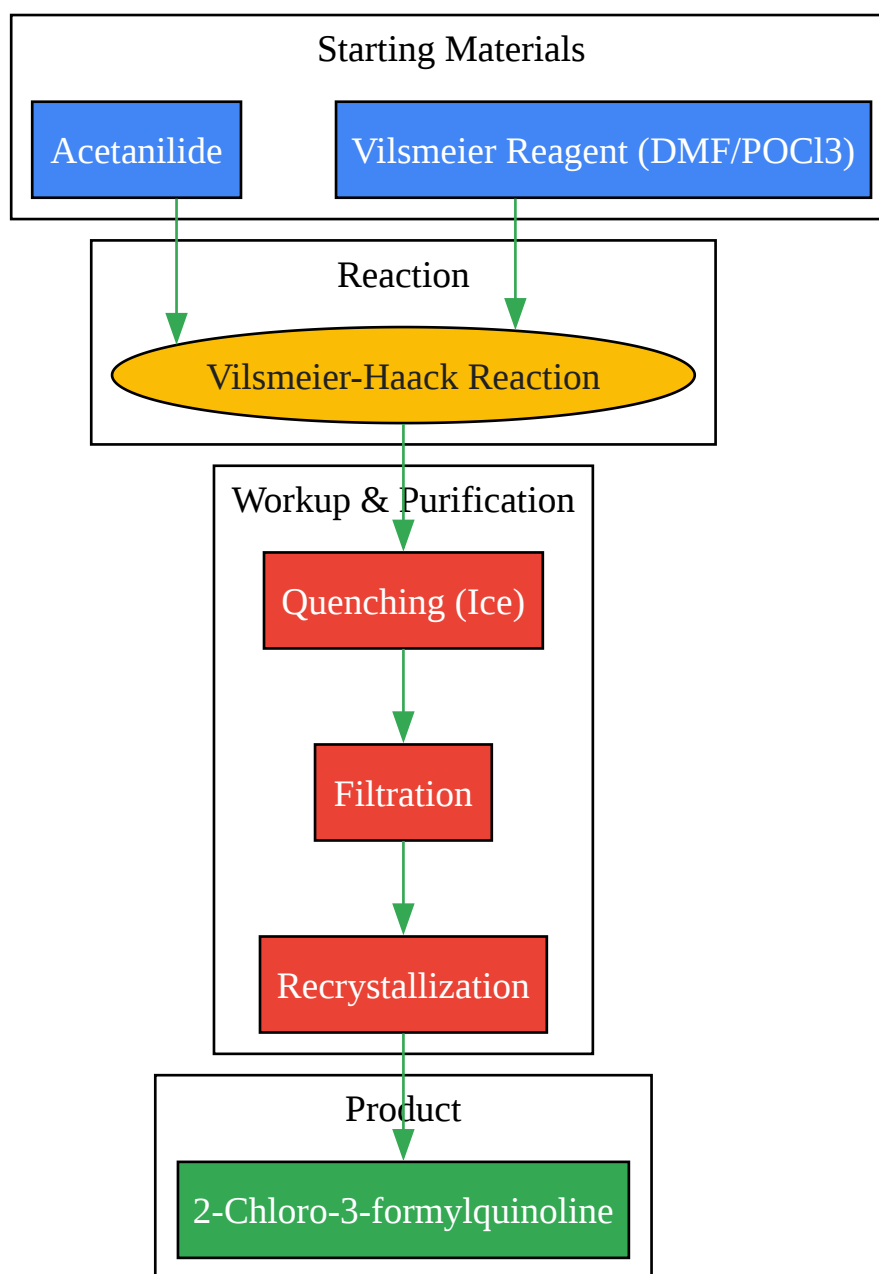 Starting Materials
Acetanilide
Vilsmeier Reagent (DMF/POCl3)
Reaction
Vilsmeier-Haack Reaction
Workup & Purification
Quenching (Ice)
Filtration
Recrystallization
Product
2-Chloro-3-formylquinoline